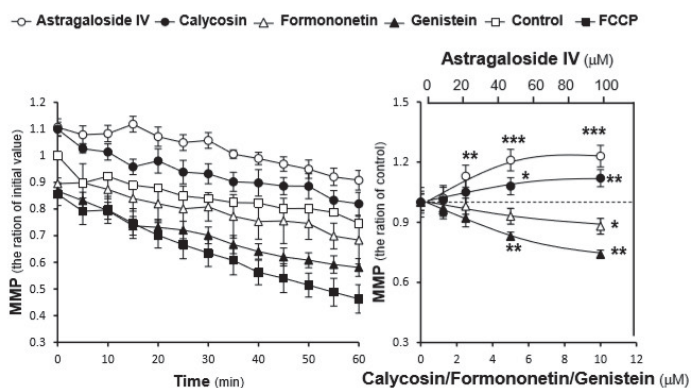 Astragaloside IV Calycosin Formononetin Genistein Control FCCP
Astragaloside IV (μM)
0 20 40 60 80 100
MMP (the ration of initial value)
1.2
1.1
1
0.9
0.8
0.7
0.6
0.5
0.4
0.3
0 10 20 30 40 50 60
Time (min)
MMP (the ration of control)
1.5
1.2
0.9
0.6
0.3
** *** ***
* **
*
** **
0 2 4 6 8 10 12
Calycosin/Formononetin/Genistein (μM)